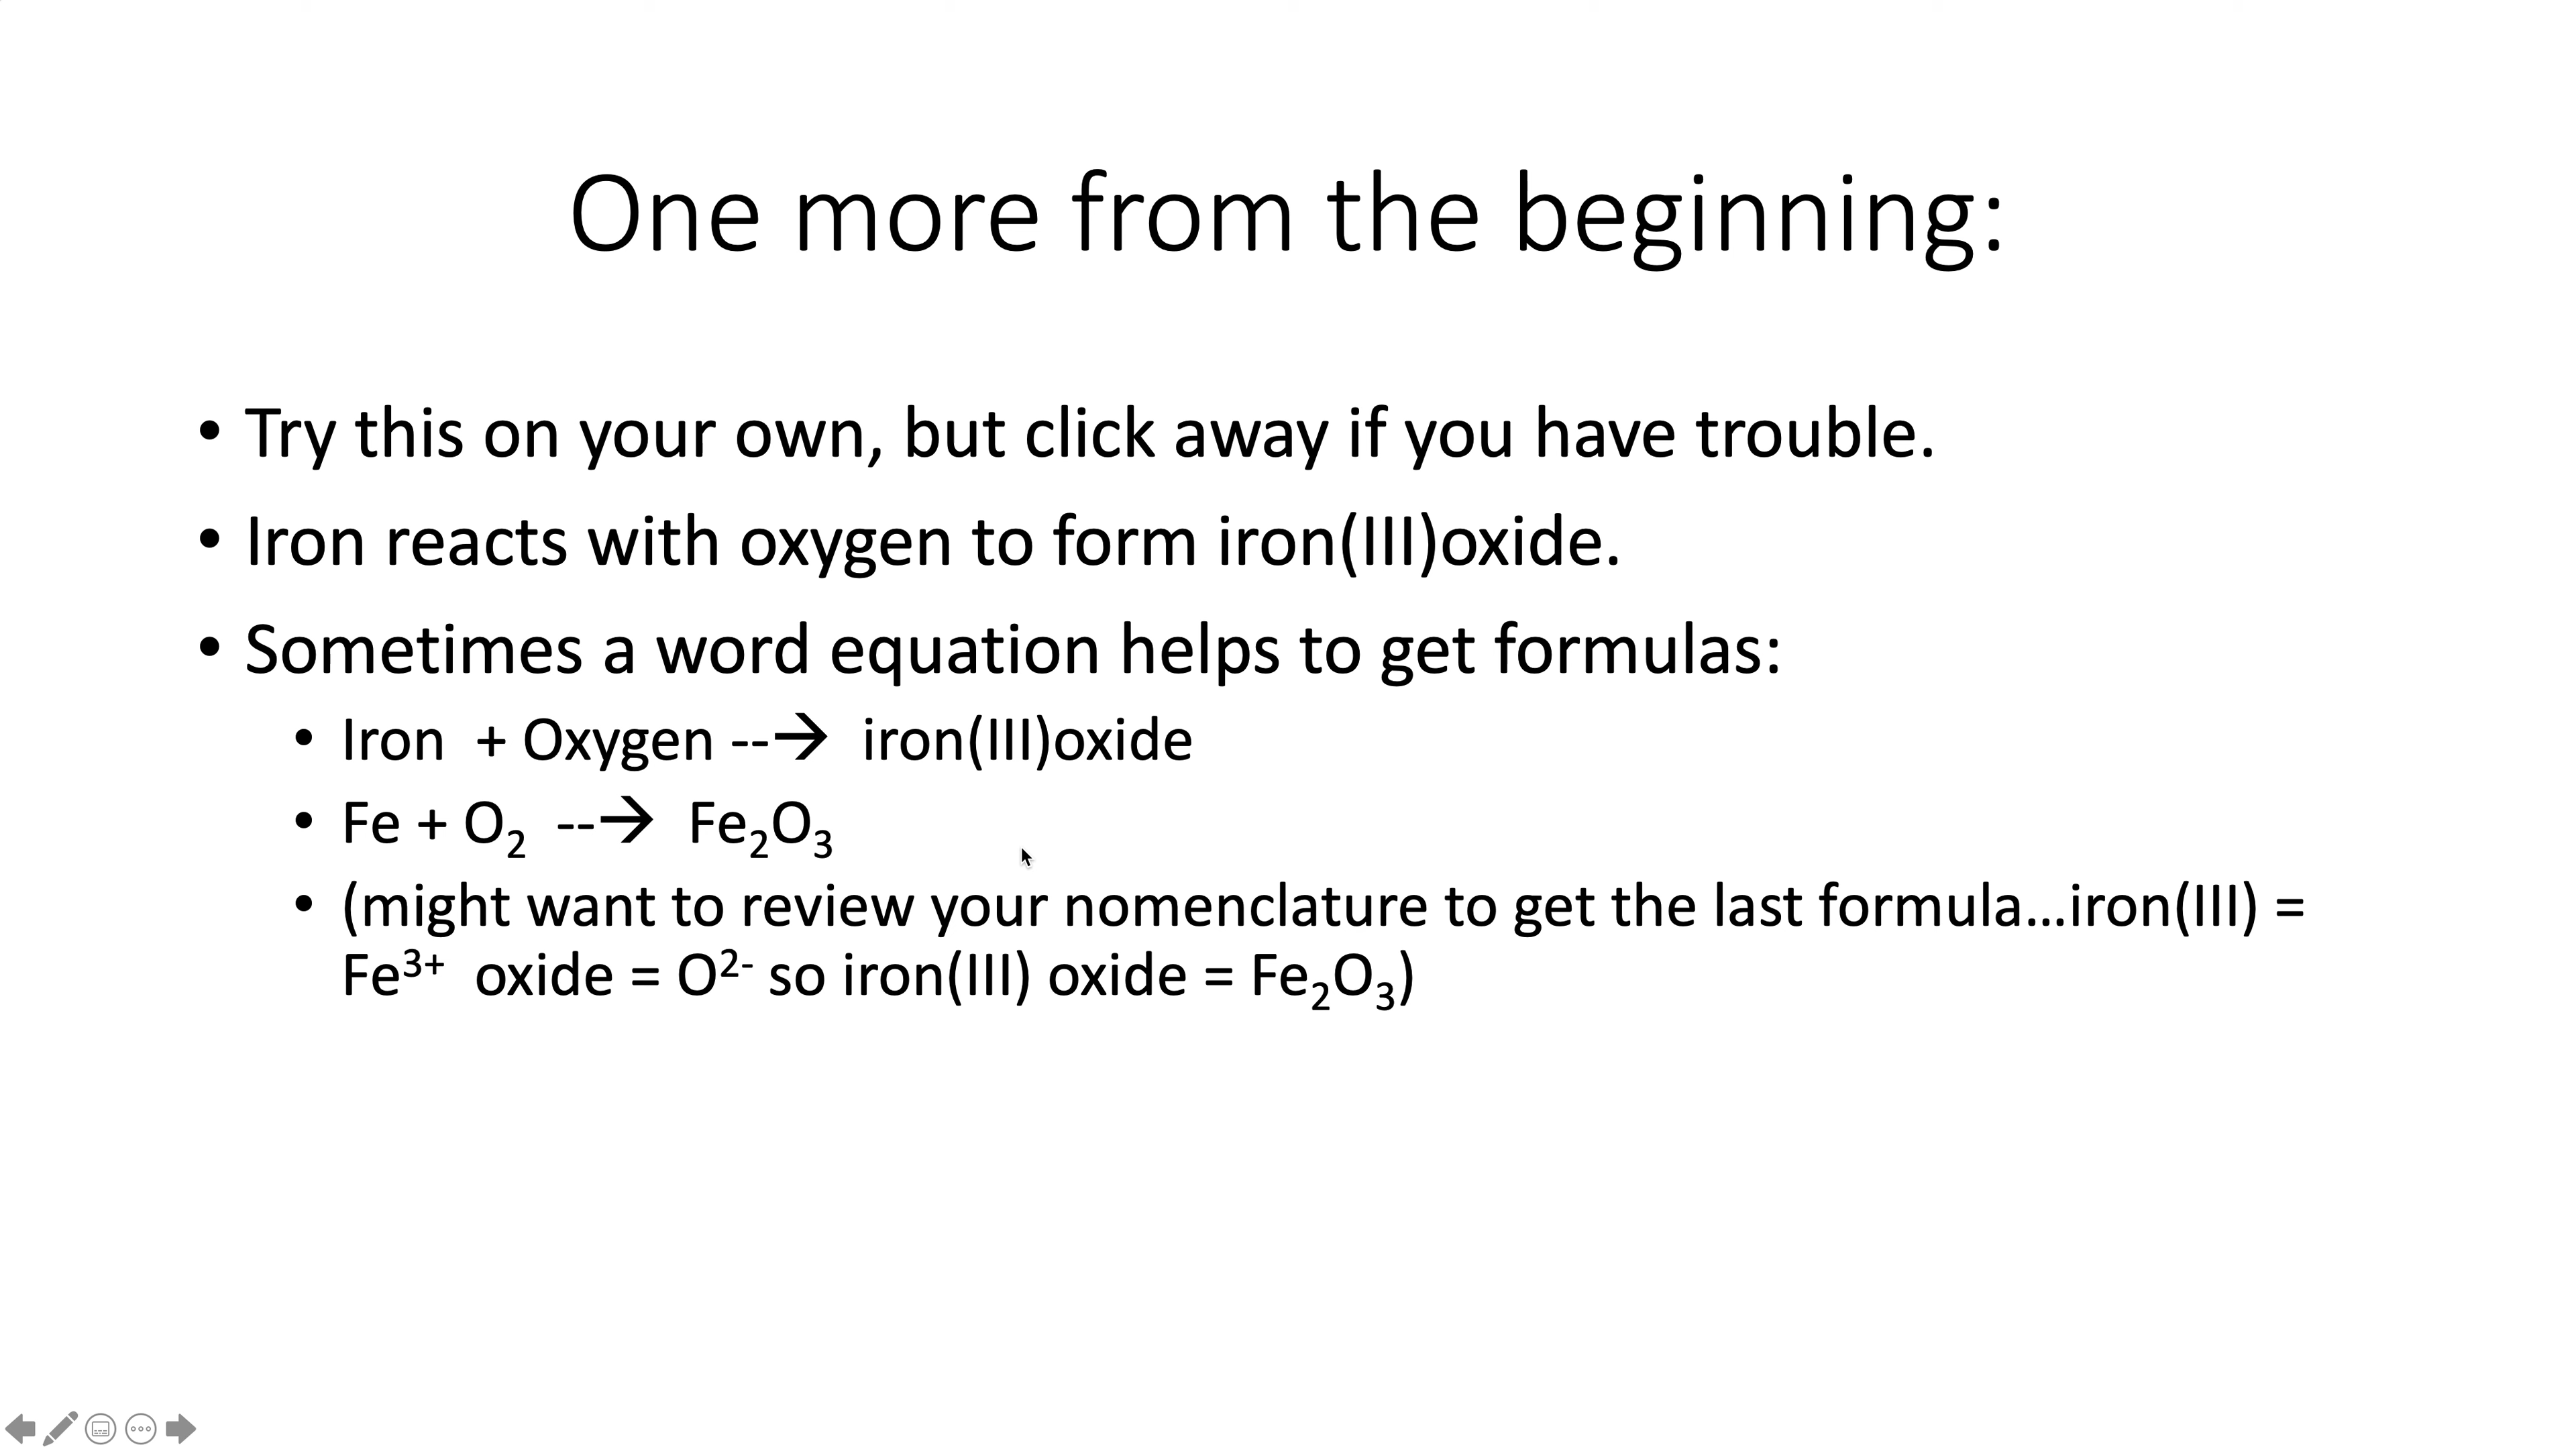 One more from the beginning:
• Try this on your own, but click away if you have trouble.
• Iron reacts with oxygen to form iron(III)oxide.
• Sometimes a word equation helps to get formulas:
• Iron  + Oxygen --→  iron(III)oxide
• Fe + O₂  --→  Fe₂O₃
• (might want to review your nomenclature to get the last formula...iron(III) =
Fe³⁺  oxide = O²⁻ so iron(III) oxide = Fe₂O₃)